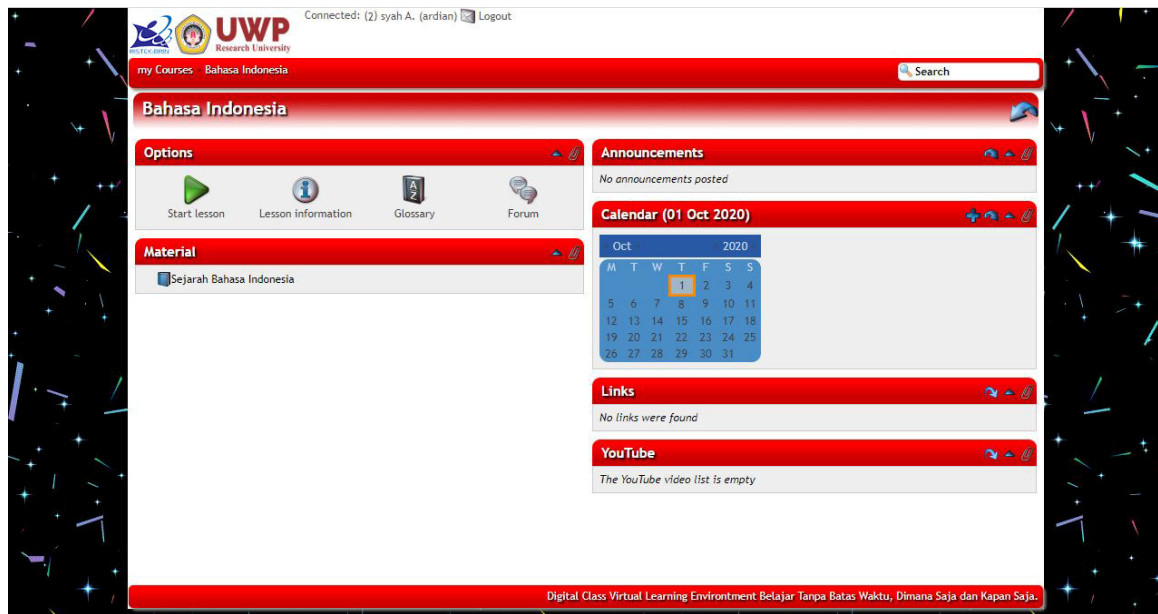 RISTEK-BRIN
UWP
Research University
Connected: (2) syah A. (ardian) Logout
my Courses Bahasa Indonesia
Search
Bahasa Indonesia
Options
Start lesson Lesson information Glossary Forum
Material
Sejarah Bahasa Indonesia
Announcements
No announcements posted
Calendar (01 Oct 2020)
Oct 2020
M T W T F S S
1 2 3 4
5 6 7 8 9 10 11
12 13 14 15 16 17 18
19 20 21 22 23 24 25
26 27 28 29 30 31
Links
No links were found
YouTube
The YouTube video list is empty
Digital Class Virtual Learning Environtment Belajar Tanpa Batas Waktu, Dimana Saja dan Kapan Saja.